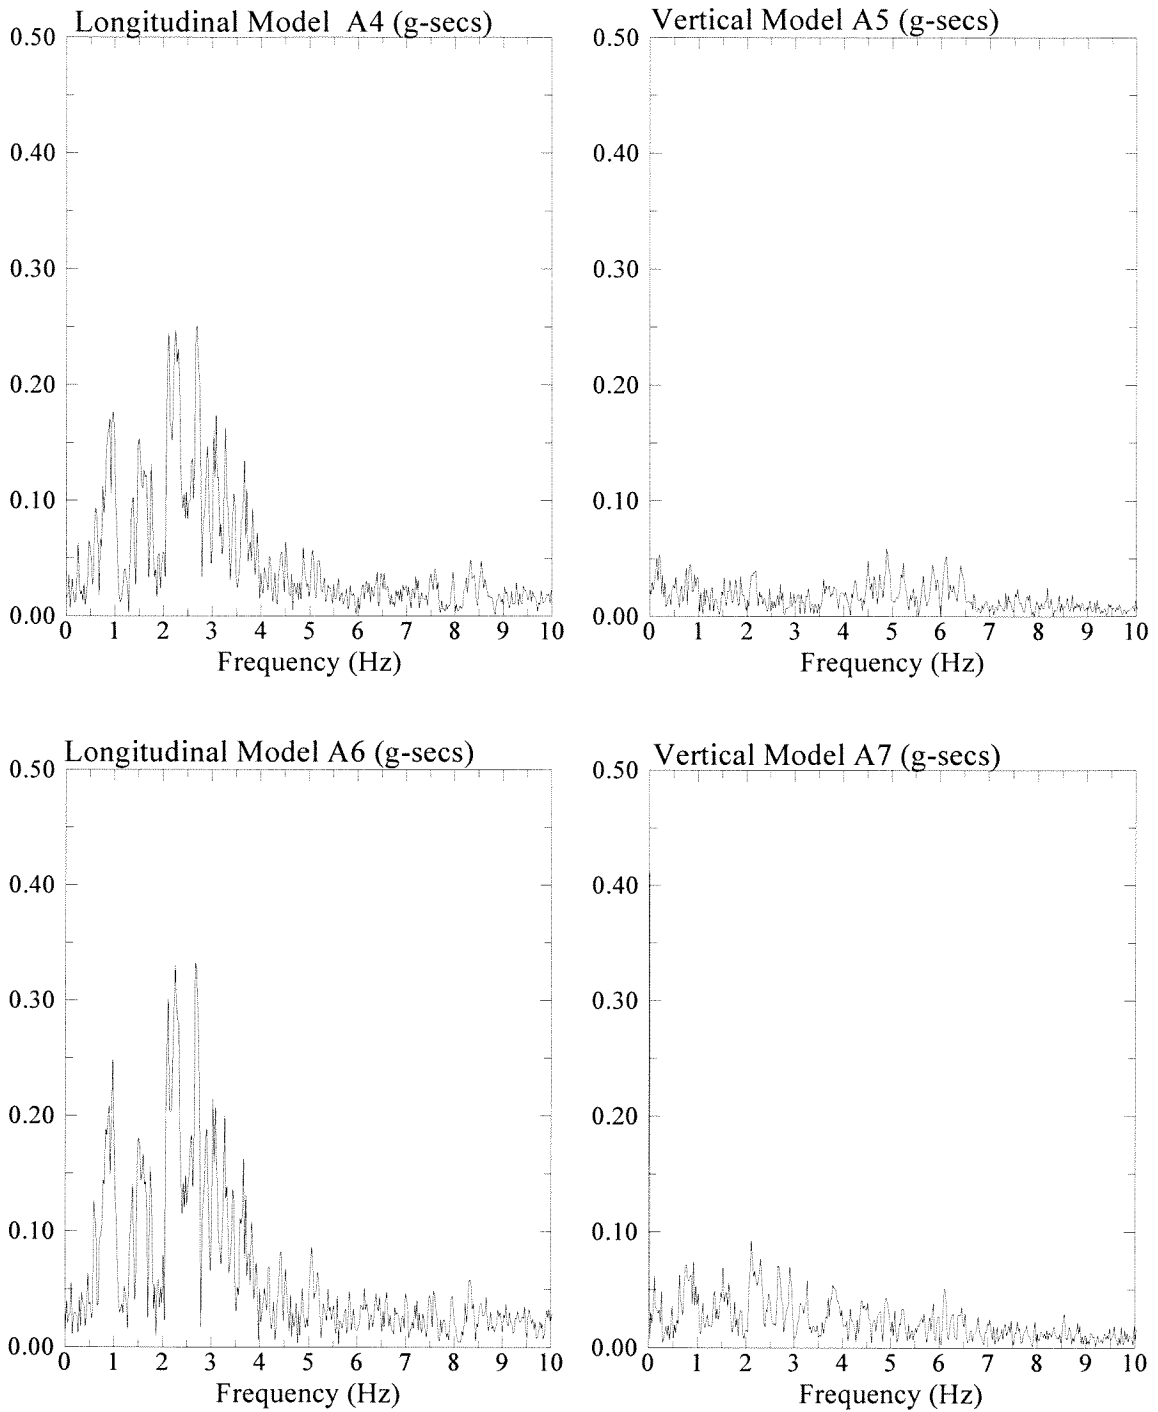 Longitudinal Model A4 (g-secs)
0.50
0.40
0.30
0.20
0.10
0.00
0 1 2 3 4 5 6 7 8 9 10
Frequency (Hz)
Vertical Model A5 (g-secs)
0.50
0.40
0.30
0.20
0.10
0.00
0 1 2 3 4 5 6 7 8 9 10
Frequency (Hz)
Longitudinal Model A6 (g-secs)
0.50
0.40
0.30
0.20
0.10
0.00
0 1 2 3 4 5 6 7 8 9 10
Frequency (Hz)
Vertical Model A7 (g-secs)
0.50
0.40
0.30
0.20
0.10
0.00
0 1 2 3 4 5 6 7 8 9 10
Frequency (Hz)